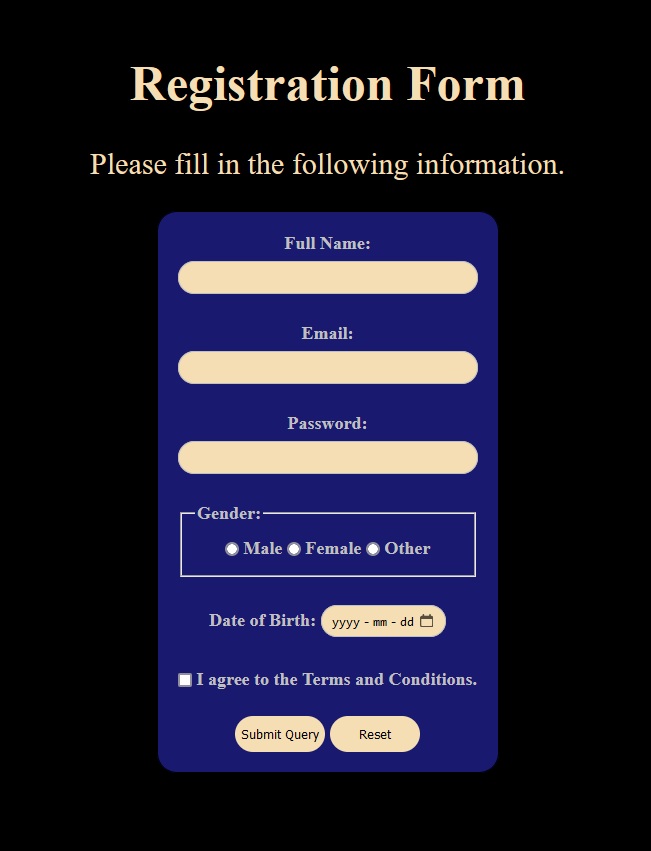 Registration Form
Please fill in the following information.
Full Name:
Email:
Password:
Gender:
Male Female Other
Date of Birth: yyyy - mm - dd
I agree to the Terms and Conditions.
Submit Query Reset